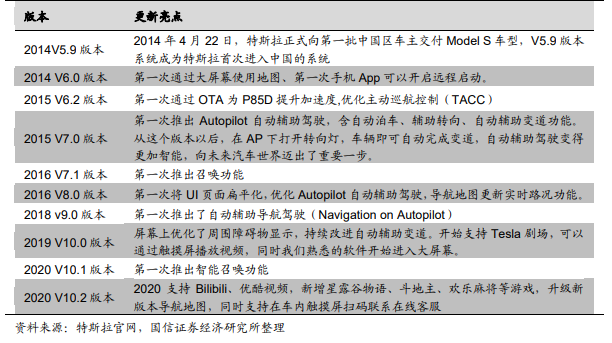 版本 更新亮点
2014V5.9 版本 2014 年 4 月 22 日，特斯拉正式向第一批中国区车主交付 Model S 车型，V5.9 版本
系统成为特斯拉首次进入中国的系统
2014 V6.0 版本 第一次通过大屏幕使用地图、第一次手机 App 可以开启远程启动。
2015 V6.2 版本 第一次通过 OTA 为 P85D 提升加速度,优化主动巡航控制（TACC）
2015 V7.0 版本 第一次推出 Autopilot 自动辅助驾驶，含自动泊车、辅助转向、自动辅助变道功能。
从这个版本以后，在 AP 下打开转向灯，车辆即可自动完成变道，自动辅助驾驶变得
更加智能，向未来汽车世界迈出了重要一步。
2016 V7.1 版本 第一次推出召唤功能
2016 V8.0 版本 第一次将 UI 页面扁平化,优化 Autopilot 自动辅助驾驶,导航地图更新实时路况功能。
2018 v9.0 版本 第一次推出了自动辅助导航驾驶（Navigation on Autopilot）
2019 V10.0 版本 屏幕上优化了周围障碍物显示，持续改进自动辅助变道。开始支持 Tesla 剧场，可以
通过触摸屏播放视频，同时我们熟悉的软件开始进入大屏幕。
2020 V10.1 版本 第一次推出智能召唤功能
2020 V10.2 版本 2020 支持 Bilibili、优酷视频，新增星露谷物语、斗地主、欢乐麻将等游戏，升级新
版本导航地图，同时支持在车内触摸屏扫码联系在线客服
资料来源：特斯拉官网，国信证券经济研究所整理